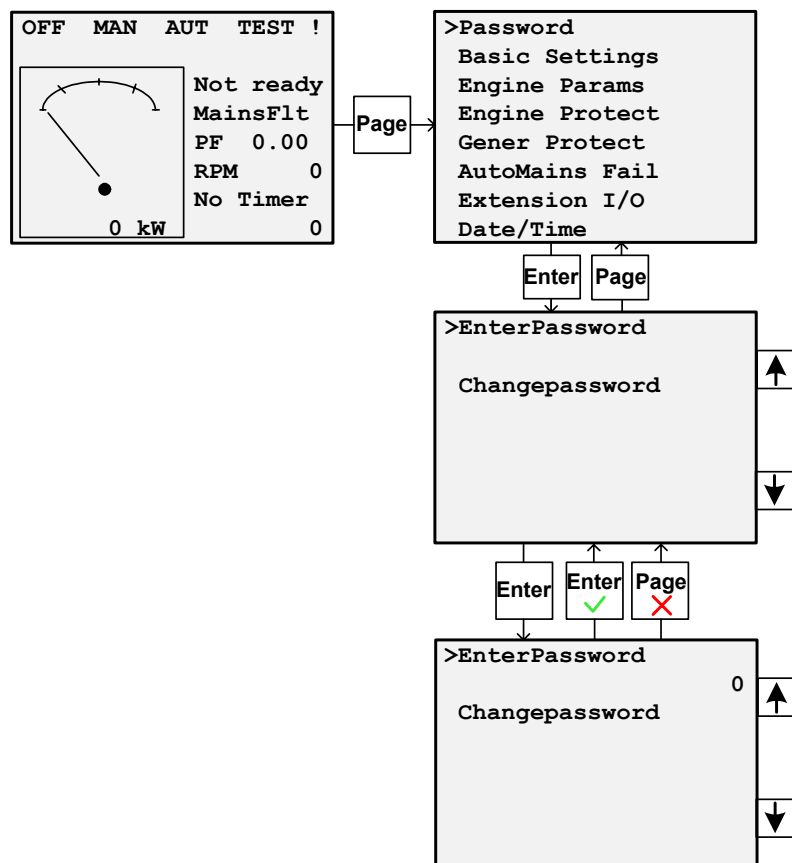 OFF MAN AUT TEST !
Not ready
MainsFlt
PF 0.00
RPM 0
No Timer
0 kW 0
Page
>Password
Basic Settings
Engine Params
Engine Protect
Gener Protect
AutoMains Fail
Extension I/O
Date/Time
Enter Page
>EnterPassword
Changepassword
Enter Enter Page
>EnterPassword
0
Changepassword